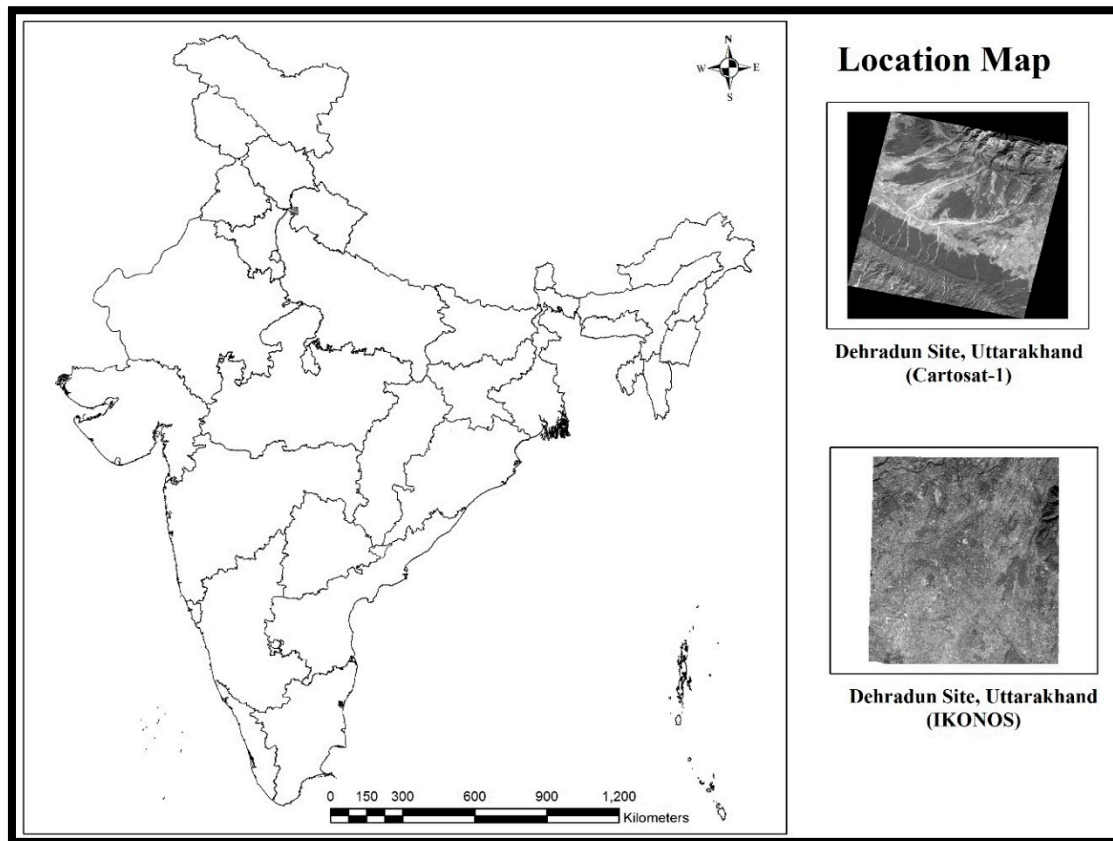 N
W E
S
Location Map
Dehradun Site, Uttarakhand
(Cartosat-1)
Dehradun Site, Uttarakhand
(IKONOS)
0 150 300 600 900 1,200
Kilometers